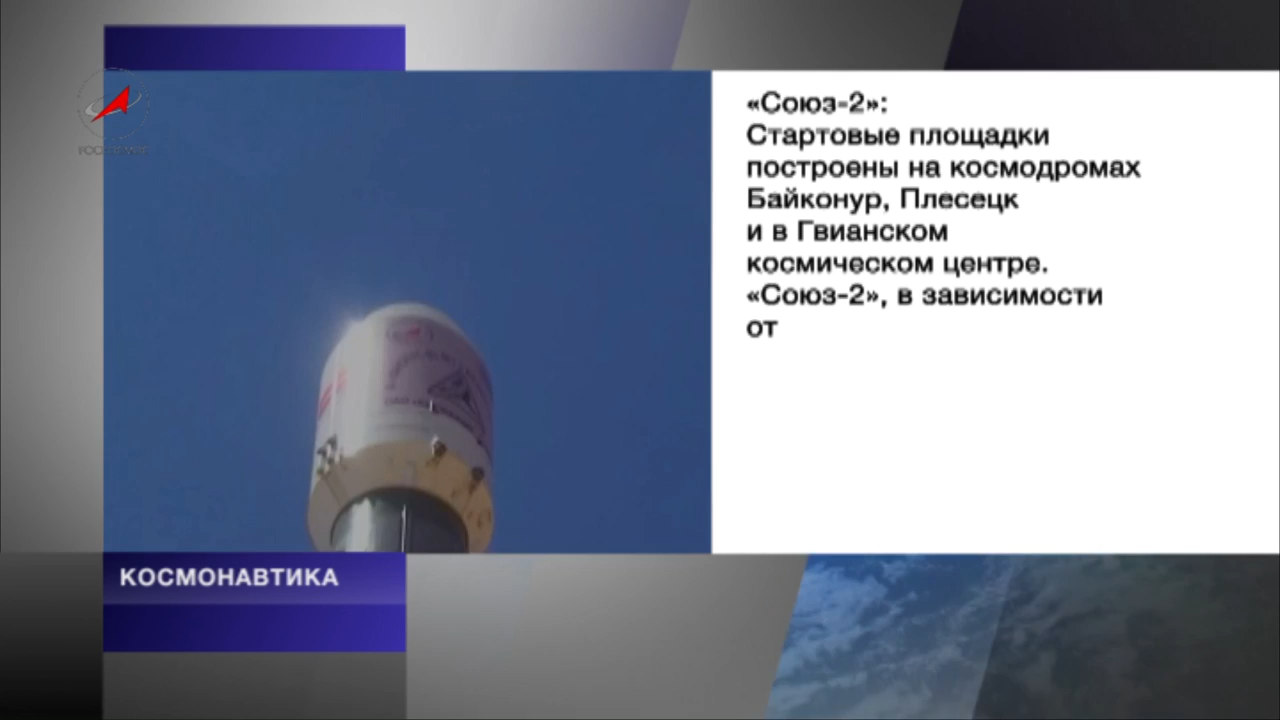 «Союз-2»:
Стартовые площадки
построены на космодромах
Байконур, Плесецк
и в Гвианском
космическом центре.
«Союз-2», в зависимости
от
КОСМОНАВТИКА